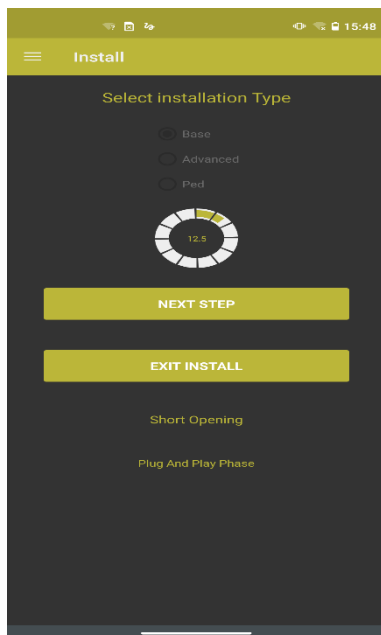 15:48
Install
Select installation Type
Base
Advanced
Ped
12.5
NEXT STEP
EXIT INSTALL
Short Opening
Plug And Play Phase